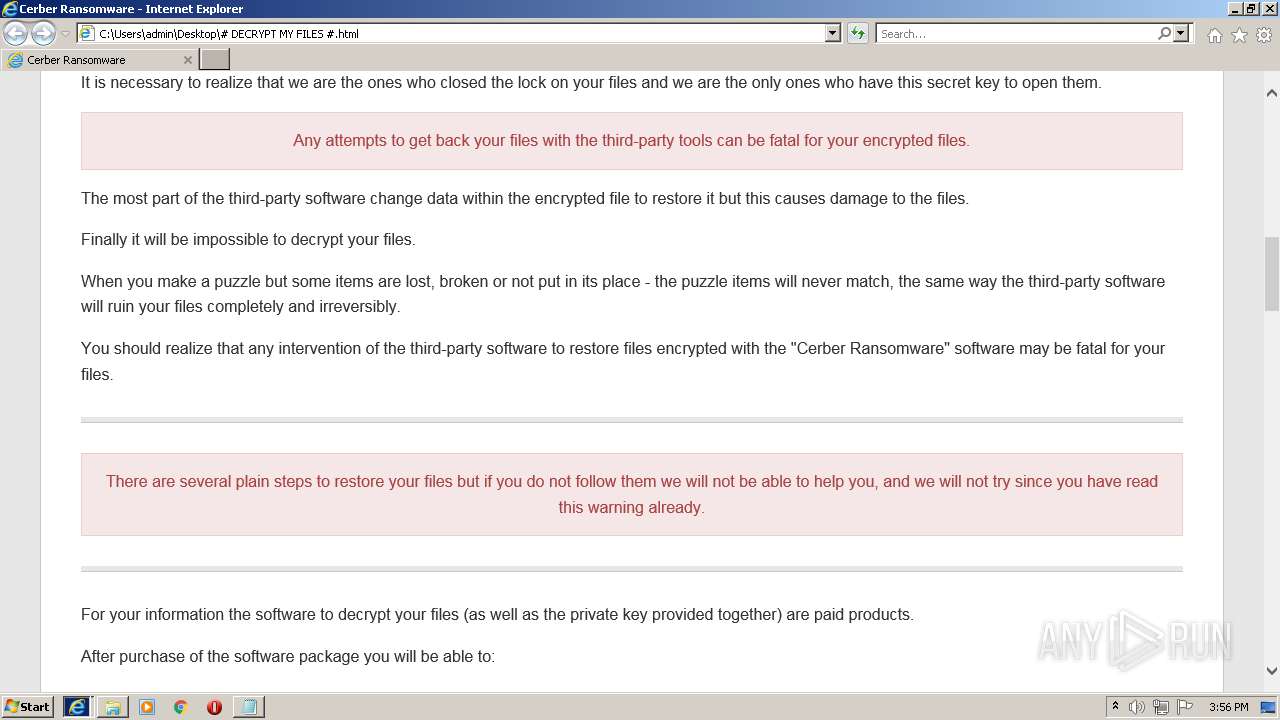 Cerber Ransomware - Internet Explorer
C:\Users\admin\Desktop\# DECRYPT MY FILES #.html
Search...
Cerber Ransomware
It is necessary to realize that we are the ones who closed the lock on your files and we are the only ones who have this secret key to open them.
Any attempts to get back your files with the third-party tools can be fatal for your encrypted files.
The most part of the third-party software change data within the encrypted file to restore it but this causes damage to the files.
Finally it will be impossible to decrypt your files.
When you make a puzzle but some items are lost, broken or not put in its place - the puzzle items will never match, the same way the third-party software
will ruin your files completely and irreversibly.
You should realize that any intervention of the third-party software to restore files encrypted with the "Cerber Ransomware" software may be fatal for your
files.
There are several plain steps to restore your files but if you do not follow them we will not be able to help you, and we will not try since you have read
this warning already.
For your information the software to decrypt your files (as well as the private key provided together) are paid products.
After purchase of the software package you will be able to:
ANY RUN
Start
3:56 PM